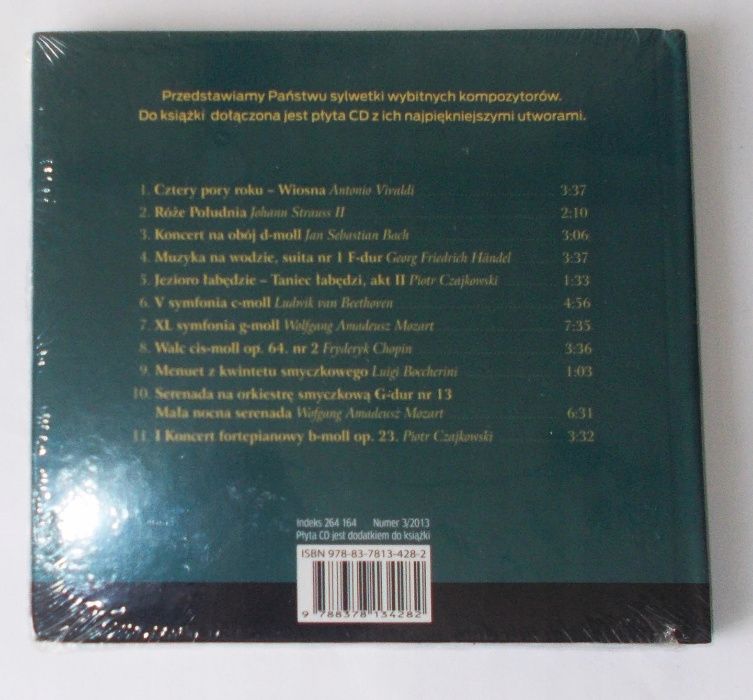 Przedstawiamy Państwu sylwetki wybitnych kompozytorów.
Do książki dołączona jest płyta CD z ich najpiękniejszymi utworami.
1. Cztery pory roku – Wiosna Antonio Vivaldi 3:37
2. Róże Południa Johann Strauss II 2:10
3. Koncert na obój d-moll Jan Sebastian Bach 3:06
4. Muzyka na wodzie, suita nr 1 F-dur Georg Friedrich Händel 3:37
5. Jezioro łabędzie – Taniec łabędzi, akt II Piotr Czajkowski 1:33
6. V symfonia c-moll Ludwik van Beethoven 4:56
7. XL symfonia g-moll Wolfgang Amadeusz Mozart 7:35
8. Walc cis-moll op. 64. nr 2 Fryderyk Chopin 3:36
9. Menuet z kwintetu smyczkowego Luigi Boccherini 1:03
10. Serenada na orkiestrę smyczkową G-dur nr 13
Mała nocna serenada Wofgang Amadeusz Mozart 6:31
11. I Koncert fortepianowy b-moll op. 23. Piotr Czajkowski 3:32
Indeks 264 164 Numer 3/2013
Płyta CD jest dodatkiem do książki
ISBN 978-83-7813-428-2
9 788378 134282